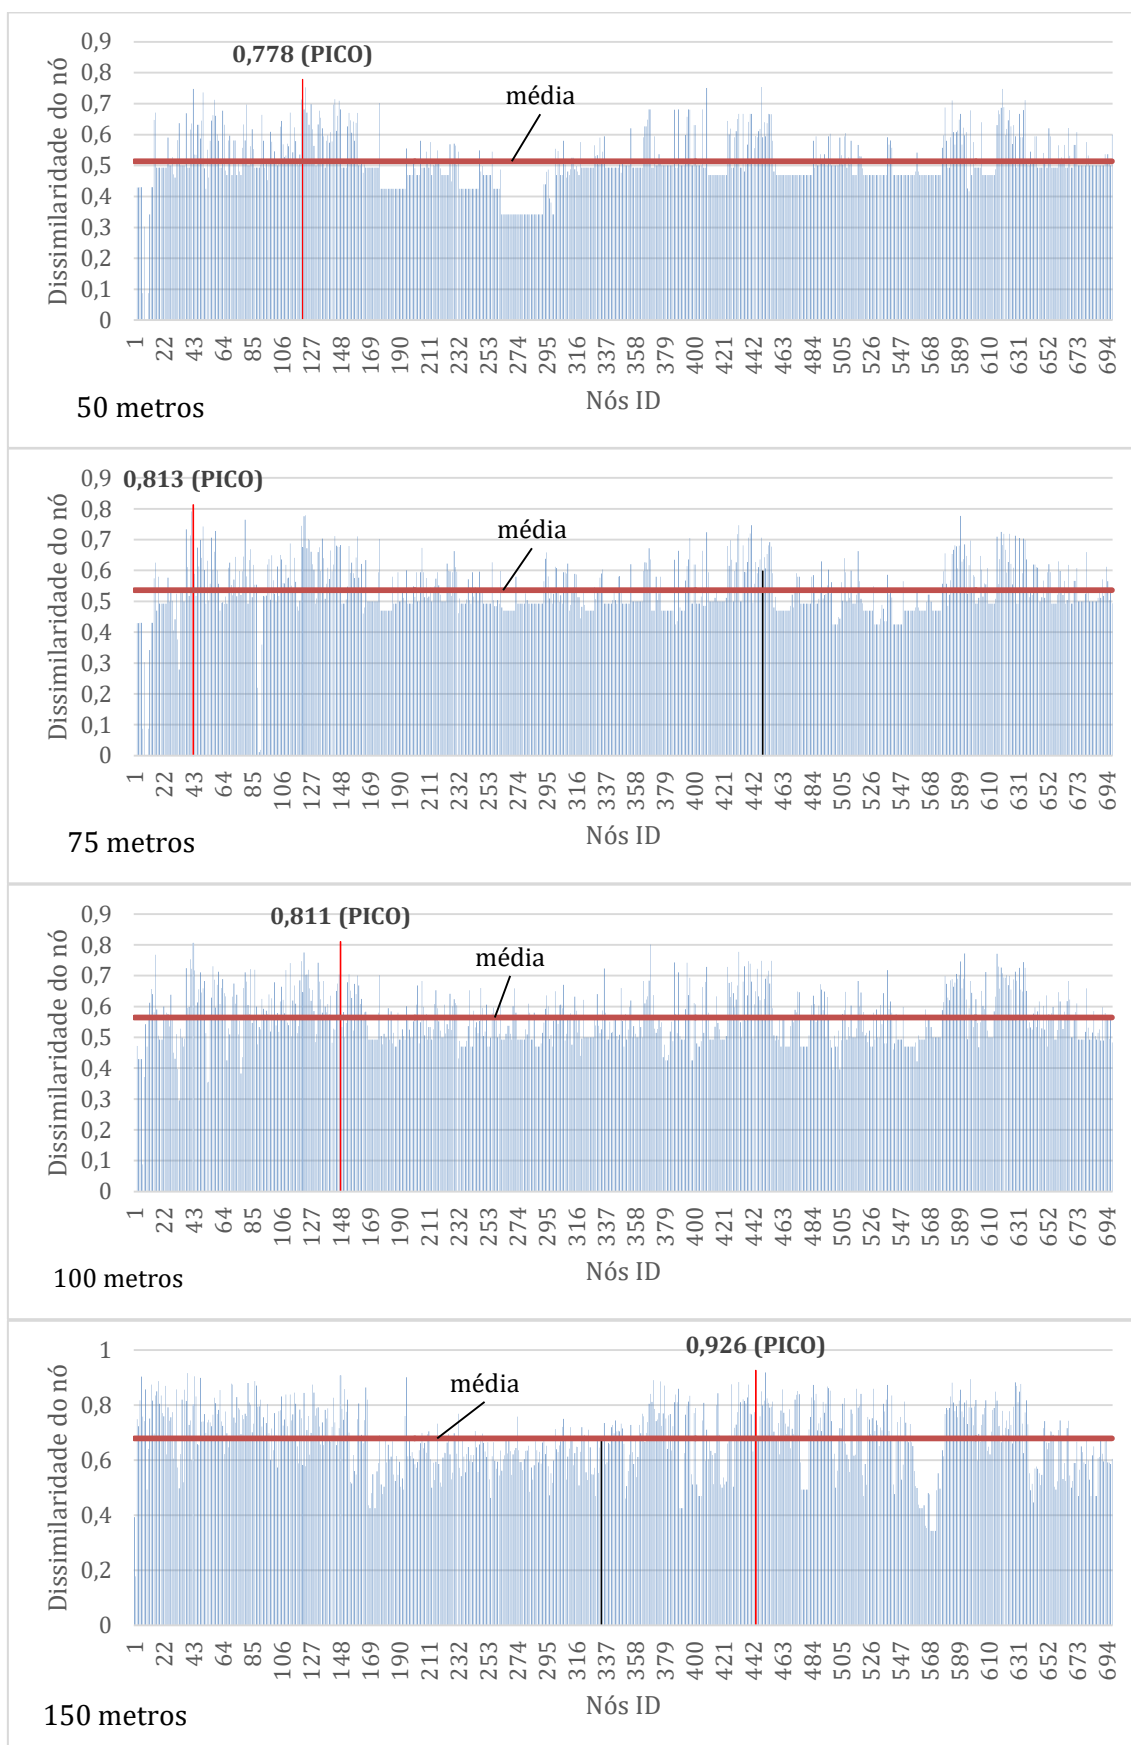 0,9
0,8
0,7
0,6
0,5
0,4
0,3
0,2
0,1
0
Dissimilaridade do nó
0,778 (PICO)
média
1 22 43 64 85 106 127 148 169 190 211 232 253 274 295 316 337 358 379 400 421 442 463 484 505 526 547 568 589 610 631 652 673 694
Nós ID
50 metros
0,9
0,8
0,7
0,6
0,5
0,4
0,3
0,2
0,1
0
Dissimilaridade do nó
0,813 (PICO)
média
1 22 43 64 85 106 127 148 169 190 211 232 253 274 295 316 337 358 379 400 421 442 463 484 505 526 547 568 589 610 631 652 673 694
Nós ID
75 metros
0,9
0,8
0,7
0,6
0,5
0,4
0,3
0,2
0,1
0
Dissimilaridade do nó
0,811 (PICO)
média
1 22 43 64 85 106 127 148 169 190 211 232 253 274 295 316 337 358 379 400 421 442 463 484 505 526 547 568 589 610 631 652 673 694
Nós ID
100 metros
1
0,8
0,6
0,4
0,2
0
Dissimilaridade do nó
0,926 (PICO)
média
1 22 43 64 85 106 127 148 169 190 211 232 253 274 295 316 337 358 379 400 421 442 463 484 505 526 547 568 589 610 631 652 673 694
Nós ID
150 metros